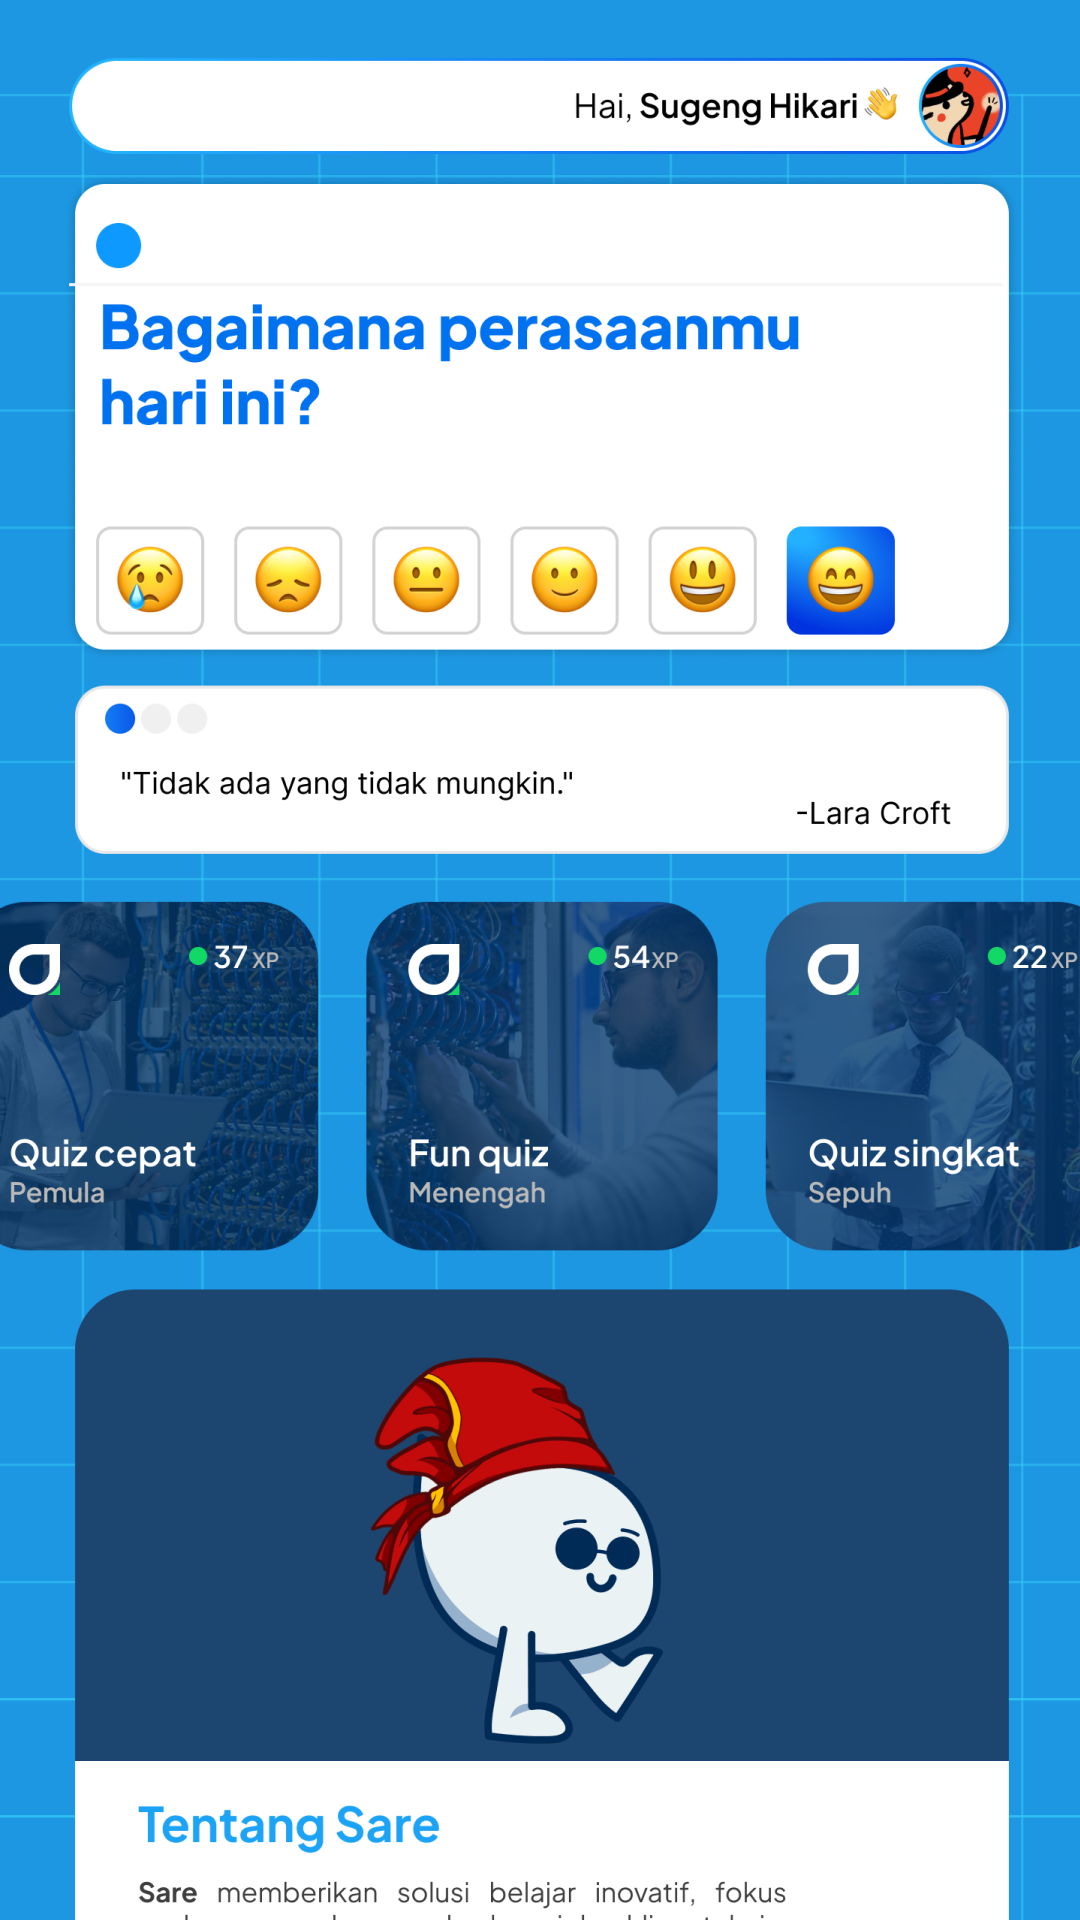 Hai, Sugeng Hikari 👋
Bagaimana perasaanmu
hari ini?
"Tidak ada yang tidak mungkin."
-Lara Croft
37 XP
Quiz cepat
Pemula
54 XP
Fun quiz
Menengah
22 XP
Quiz singkat
Sepuh
Tentang Sare
Sare memberikan solusi belajar inovatif, fokus